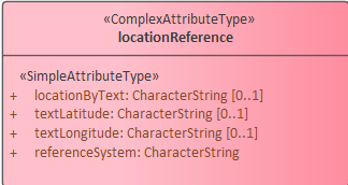 «ComplexAttributeType»
locationReference
«SimpleAttributeType»
+ locationByText: CharacterString [0..1]
+ textLatitude: CharacterString [0..1]
+ textLongitude: CharacterString [0..1]
+ referenceSystem: CharacterString